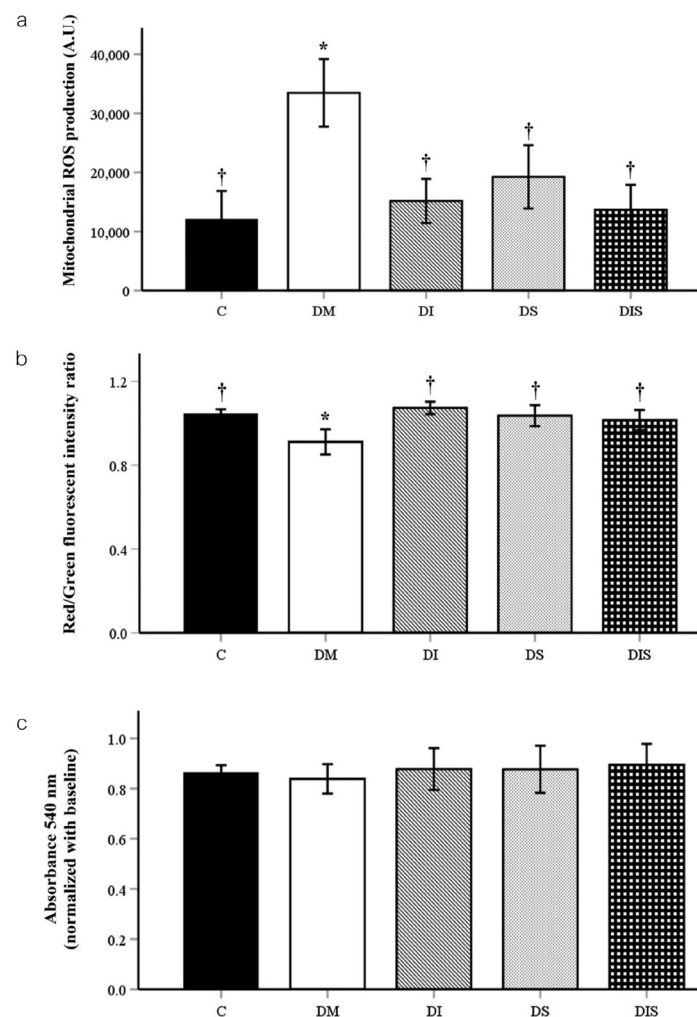 a
Mitochondrial ROS production (A.U.)
40,000
30,000
20,000
10,000
0
†
*
†
†
†
C DM DI DS DIS
b
Red/Green fluorescent intensity ratio
1.2
0.8
0.4
0.0
†
*
†
†
†
C DM DI DS DIS
c
Absorbance 540 nm
(normalized with baseline)
1.0
0.8
0.6
0.4
0.2
0.0
C DM DI DS DIS